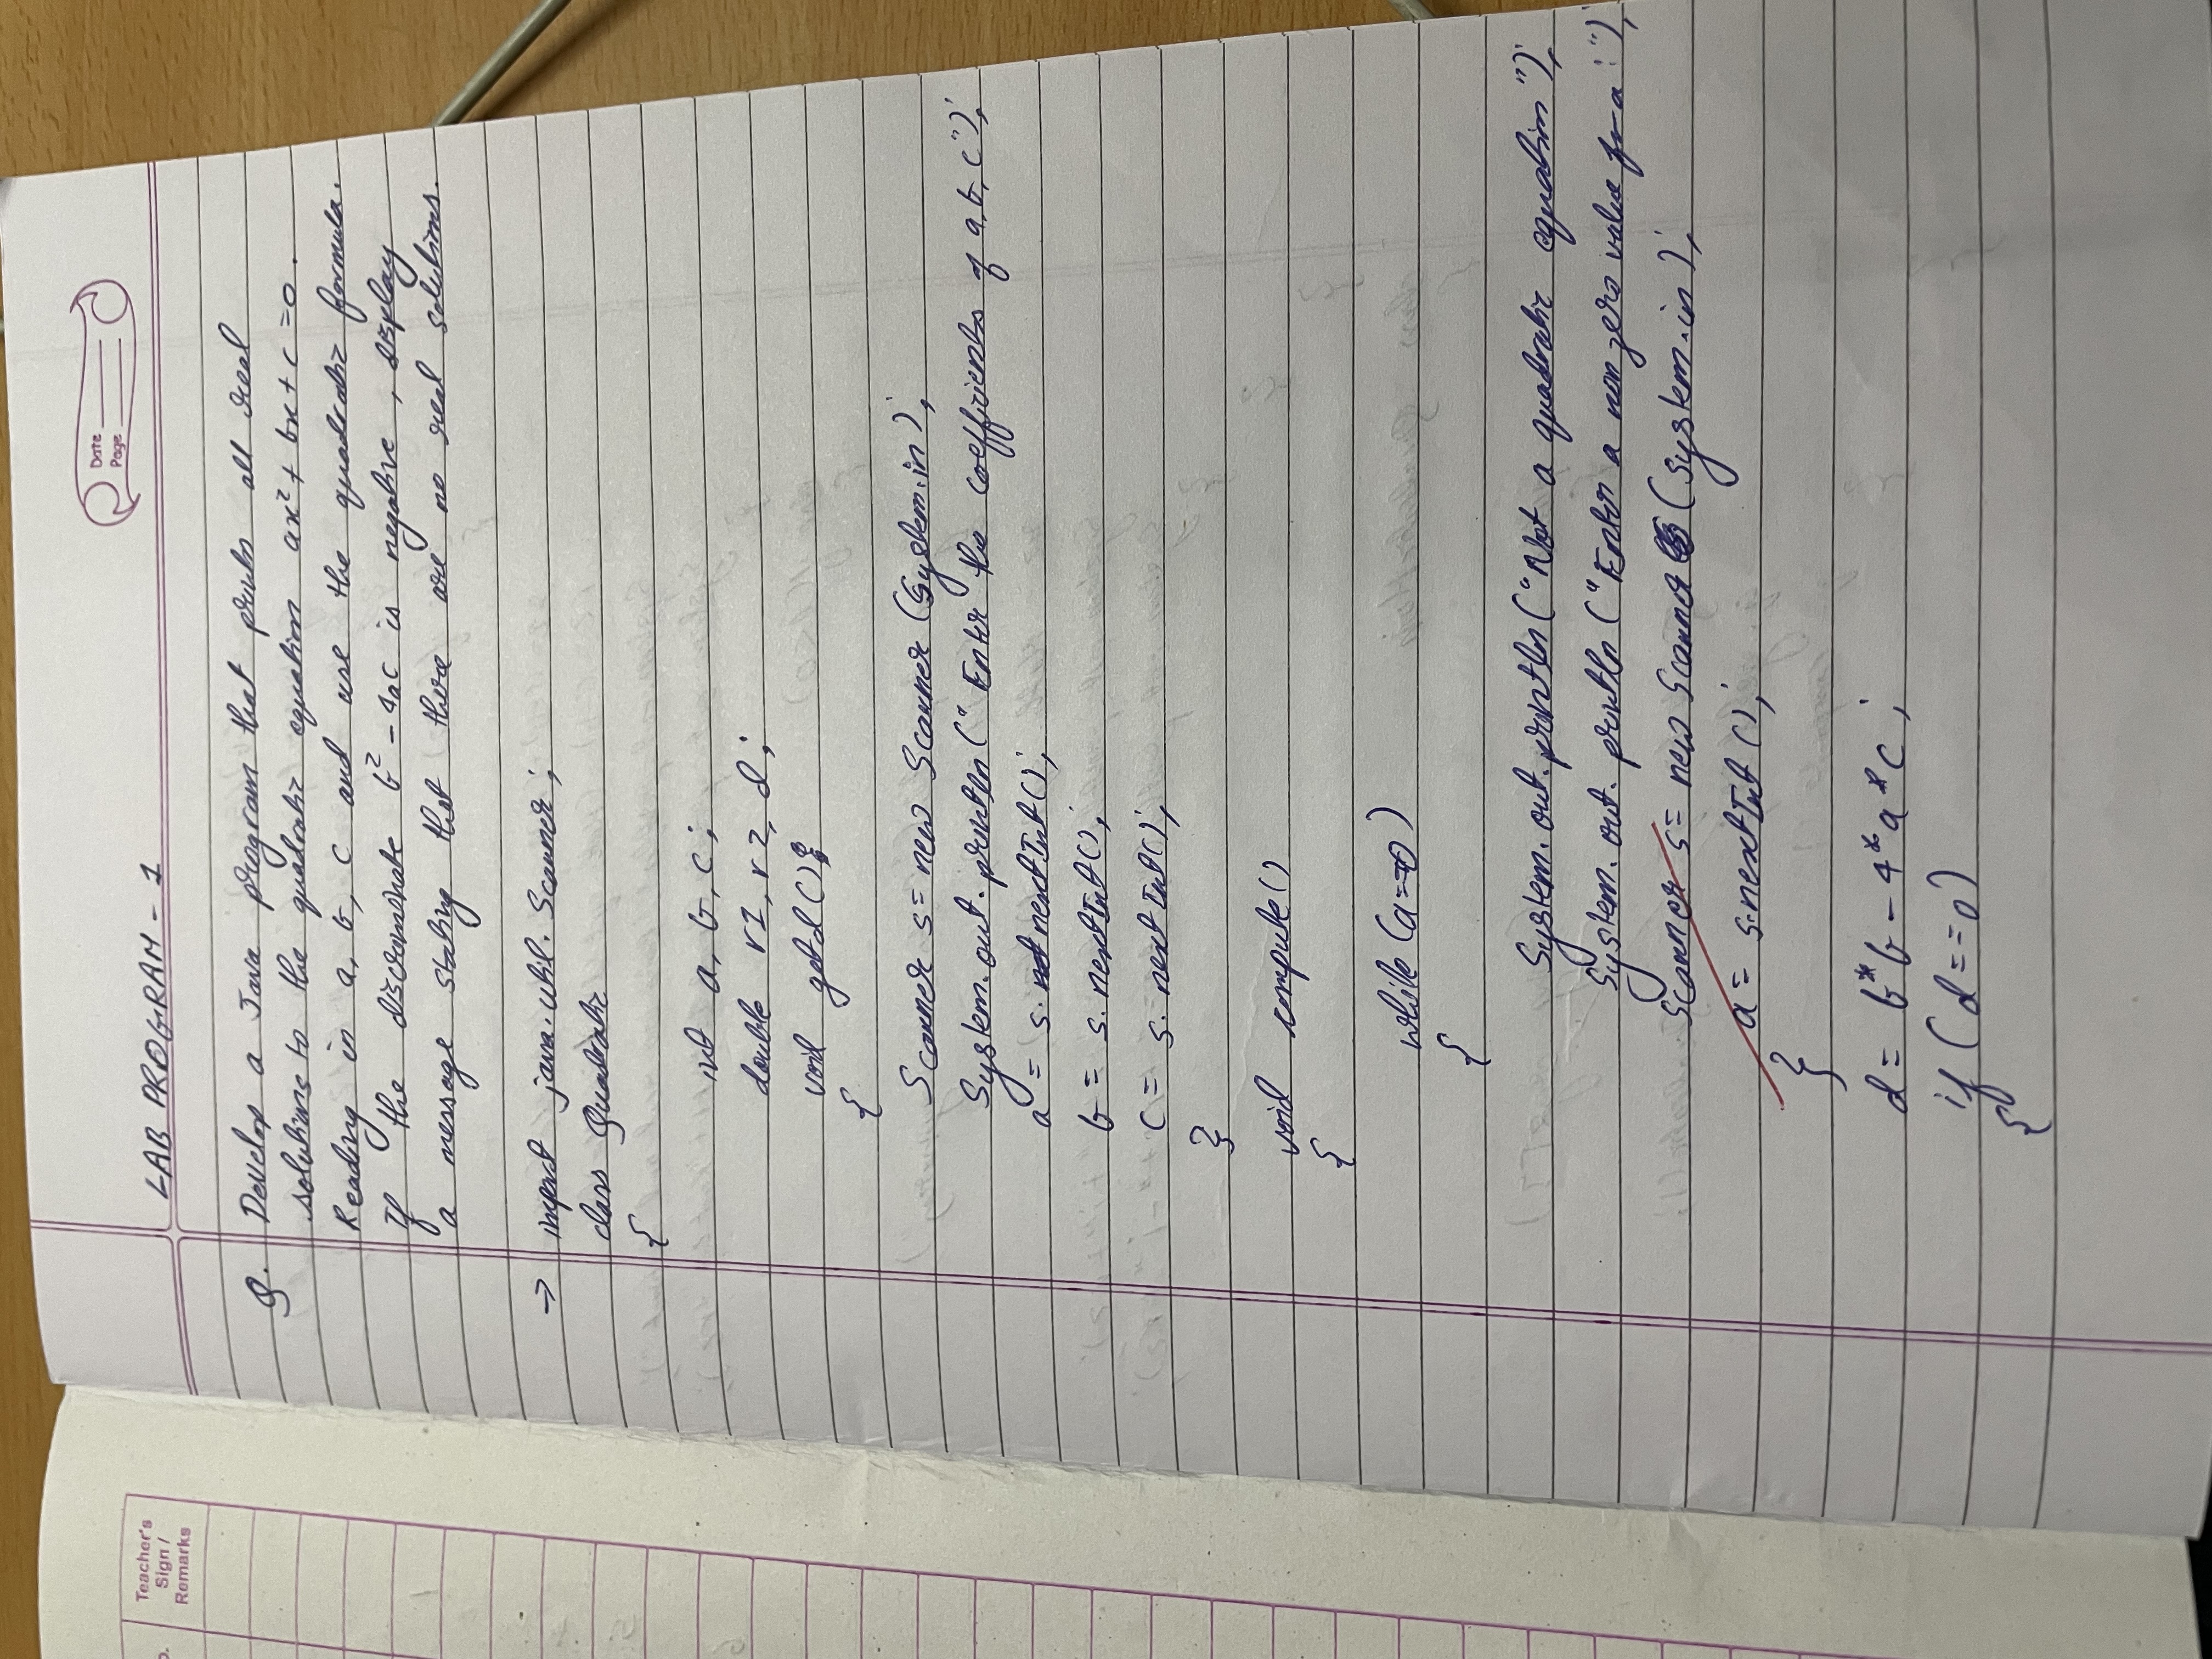 Teacher's
Sign /
Remarks
Date
Page
LAB PROGRAM - 1
Q. Develop a Java program that prints all real
solutions to the quadratic equation ax² + bx + c = 0.
Reading in a, b, c and use the quadratic formula.
If the discrominate b² - 4ac is negative, display
a message stating that there are no real solutions.
→ import java.util.Scanner;
class Quadratic
{
int a, b, c;
double r1, r2, d;
void getd()
{
Scanner s = new Scanner (System.in);
System.out.println (" Enter the coefficients of a, b, c");
a = s. nextInt();
b = s. nextInt();
c = s. nextInt();
}
void compute()
{
while (a==0)
{
System.out.println ("Not a quadratic equation");
System.out.println ("Enter a non zero value for a:");
Scanner s = new Scanner (System.in);
a = s.nextInt();
}
d = b*b - 4*a*c;
if (d==0)
{